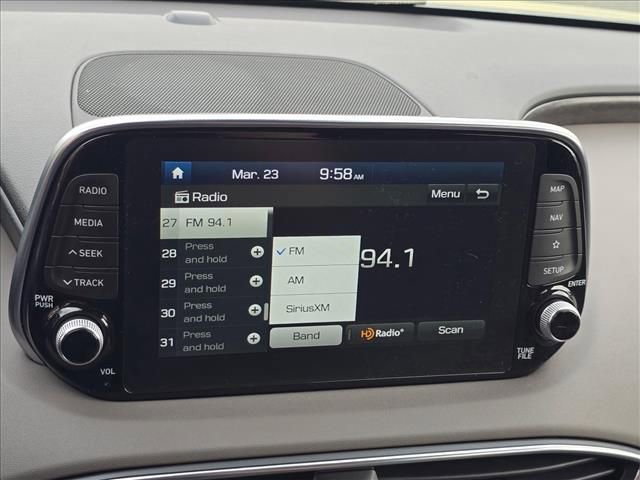 Mar. 23 9:58 AM
Radio Menu
27 FM 94.1
28 Press and hold +
29 Press and hold +
30 Press and hold +
31 Press and hold +
✓ FM
AM
SiriusXM
94.1
Band HD Radio® Scan
RADIO
MEDIA
∧ SEEK
∨ TRACK
PWR
PUSH
VOL
MAP
NAV
☆
SETUP
ENTER
TUNE
FILE